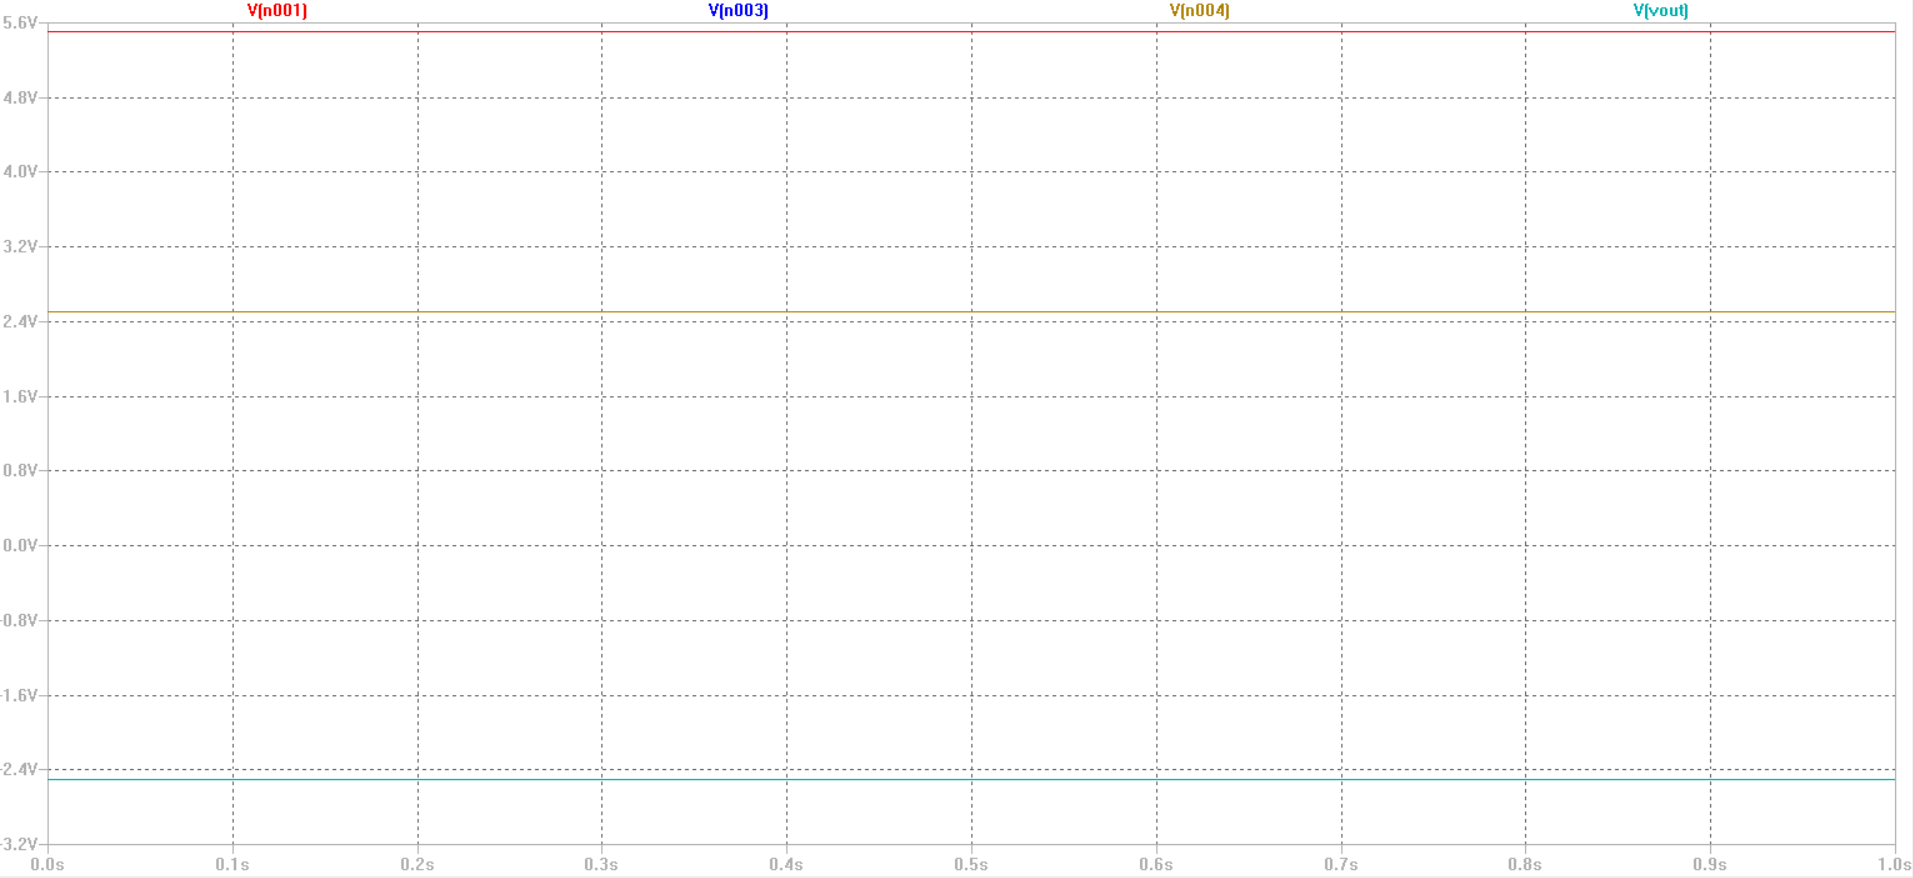 V(n001) V(n003) V(n004) V(vout)
5.6V
4.8V
4.0V
3.2V
2.4V
1.6V
0.8V
0.0V
-0.8V
-1.6V
-2.4V
-3.2V
0.0s 0.1s 0.2s 0.3s 0.4s 0.5s 0.6s 0.7s 0.8s 0.9s 1.0s